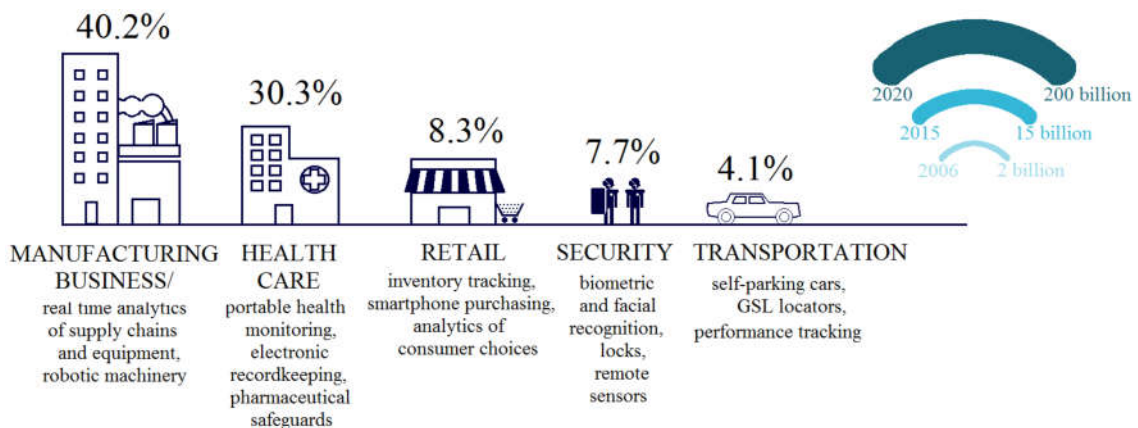 40.2%
30.3%
8.3%
7.7%
4.1%
2020 200 billion
2015 15 billion
2006 2 billion
MANUFACTURING
BUSINESS/
real time analytics
of supply chains
and equipment,
robotic machinery
HEALTH
CARE
portable health
monitoring,
electronic
recordkeeping,
pharmaceutical
safeguards
RETAIL
inventory tracking,
smartphone purchasing,
analytics of
consumer choices
SECURITY
biometric
and facial
recognition,
locks,
remote
sensors
TRANSPORTATION
self-parking cars,
GSL locators,
performance tracking